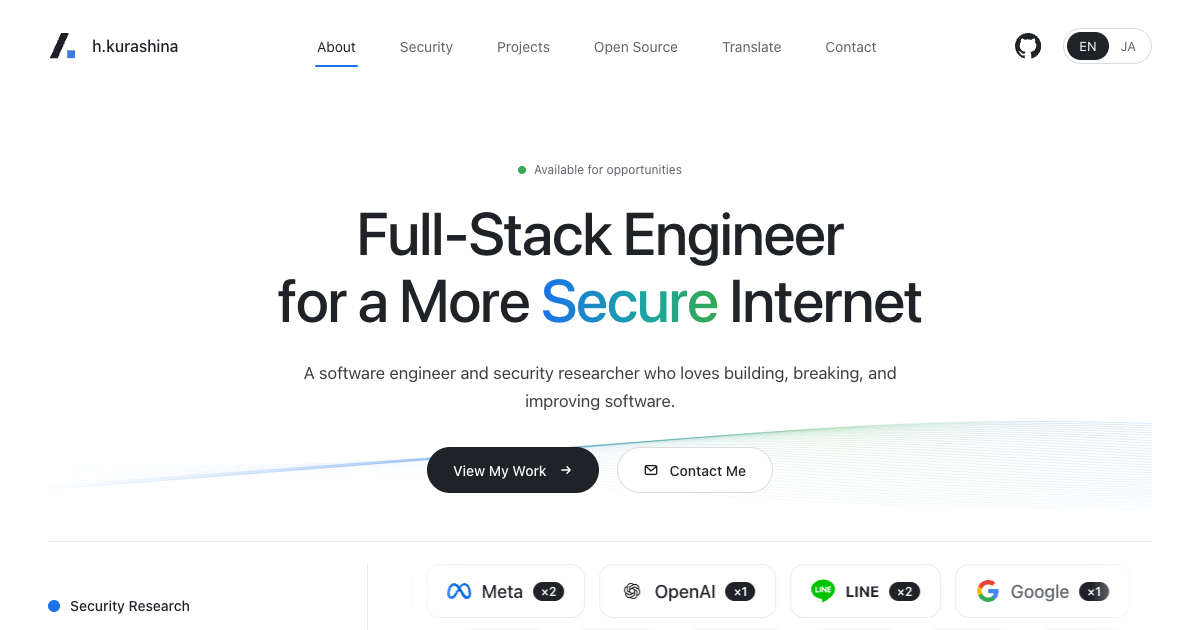 h.kurashina
About
Security
Projects
Open Source
Translate
Contact
EN
JA
Available for opportunities
Full-Stack Engineer
for a More Secure Internet
A software engineer and security researcher who loves building, breaking, and
improving software.
View My Work →
Contact Me
Security Research
Meta ×2
OpenAI ×1
LINE LINE ×2
Google ×1